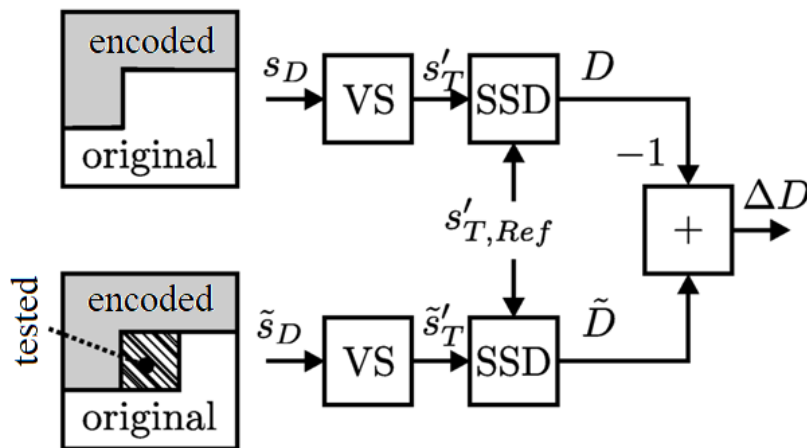 encoded
original
s_D
VS
s'_T
SSD
D
−1
s'_{T,Ref}
ΔD
+
tested
encoded
original
s̃_D
VS
s̃'_T
SSD
D̃